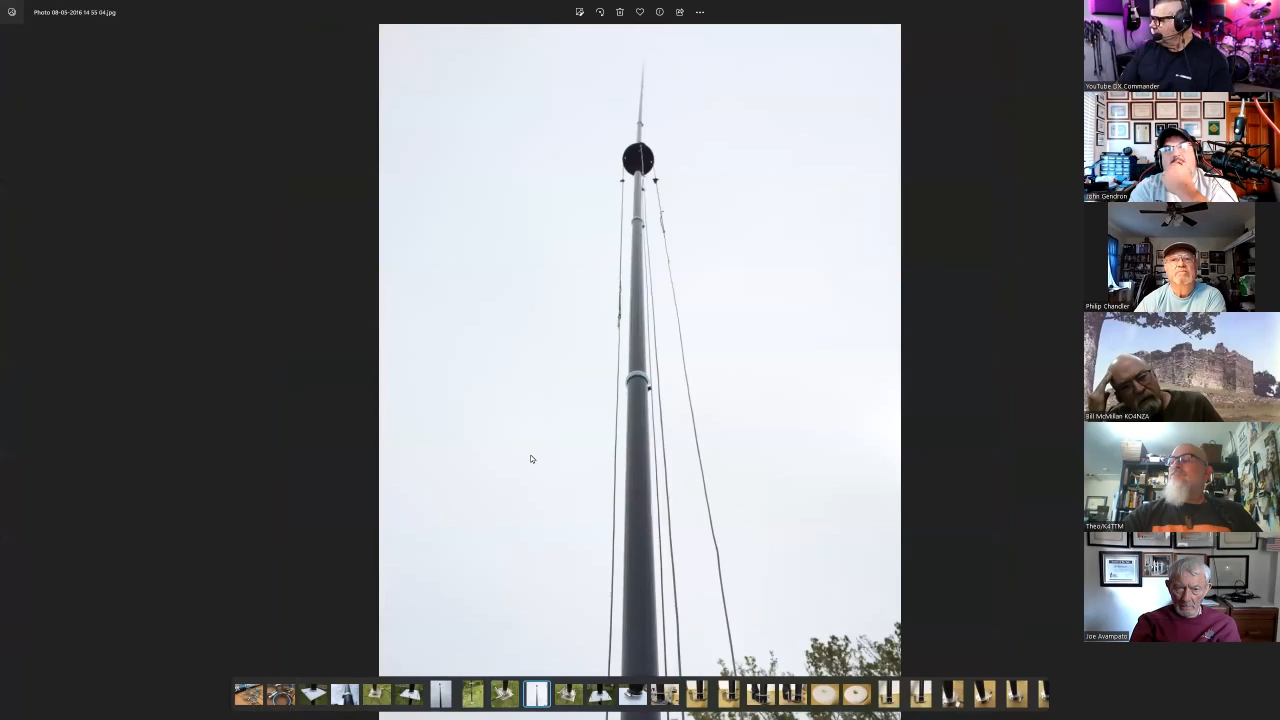 Photo 08-05-2016 14 55 04.jpg
YouTube DX Commander
John Gendron
Philip Chandler
Bill McMillan KO4NZA
Theo/K4TTM
Joe Avampato